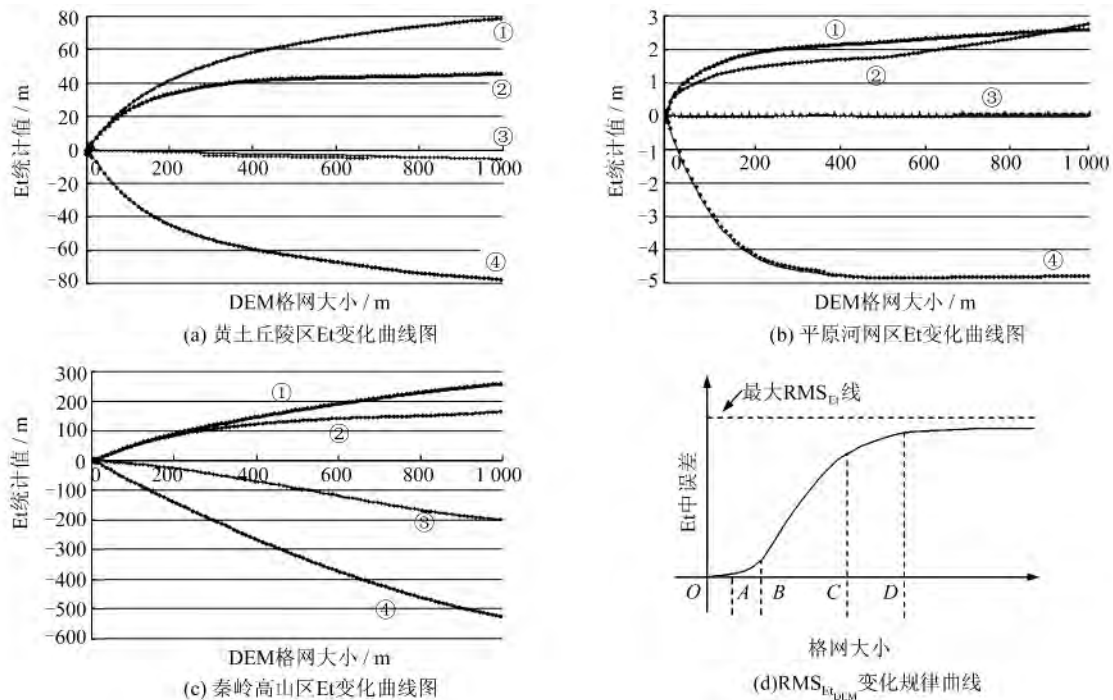 Et统计值 / m
80
60
40
20
0
-20
-40
-60
-80
200 400 600 800 1 000
①
②
③
④
DEM格网大小 / m
(a) 黄土丘陵区Et变化曲线图
Et统计值 / m
3
2
1
0
-1
-2
-3
-4
-5
0 200 400 600 800 1 000
①
②
③
④
DEM格网大小 / m
(b) 平原河网区Et变化曲线图
Et统计值 / m
300
200
100
0
-100
-200
-300
-400
-500
-600
0 200 400 600 800 1 000
①
②
③
④
DEM格网大小 / m
(c) 秦岭高山区Et变化曲线图
最大RMS_Et线
Et中误差
O A B C D
格网大小
(d)RMS_Et_DEM变化规律曲线